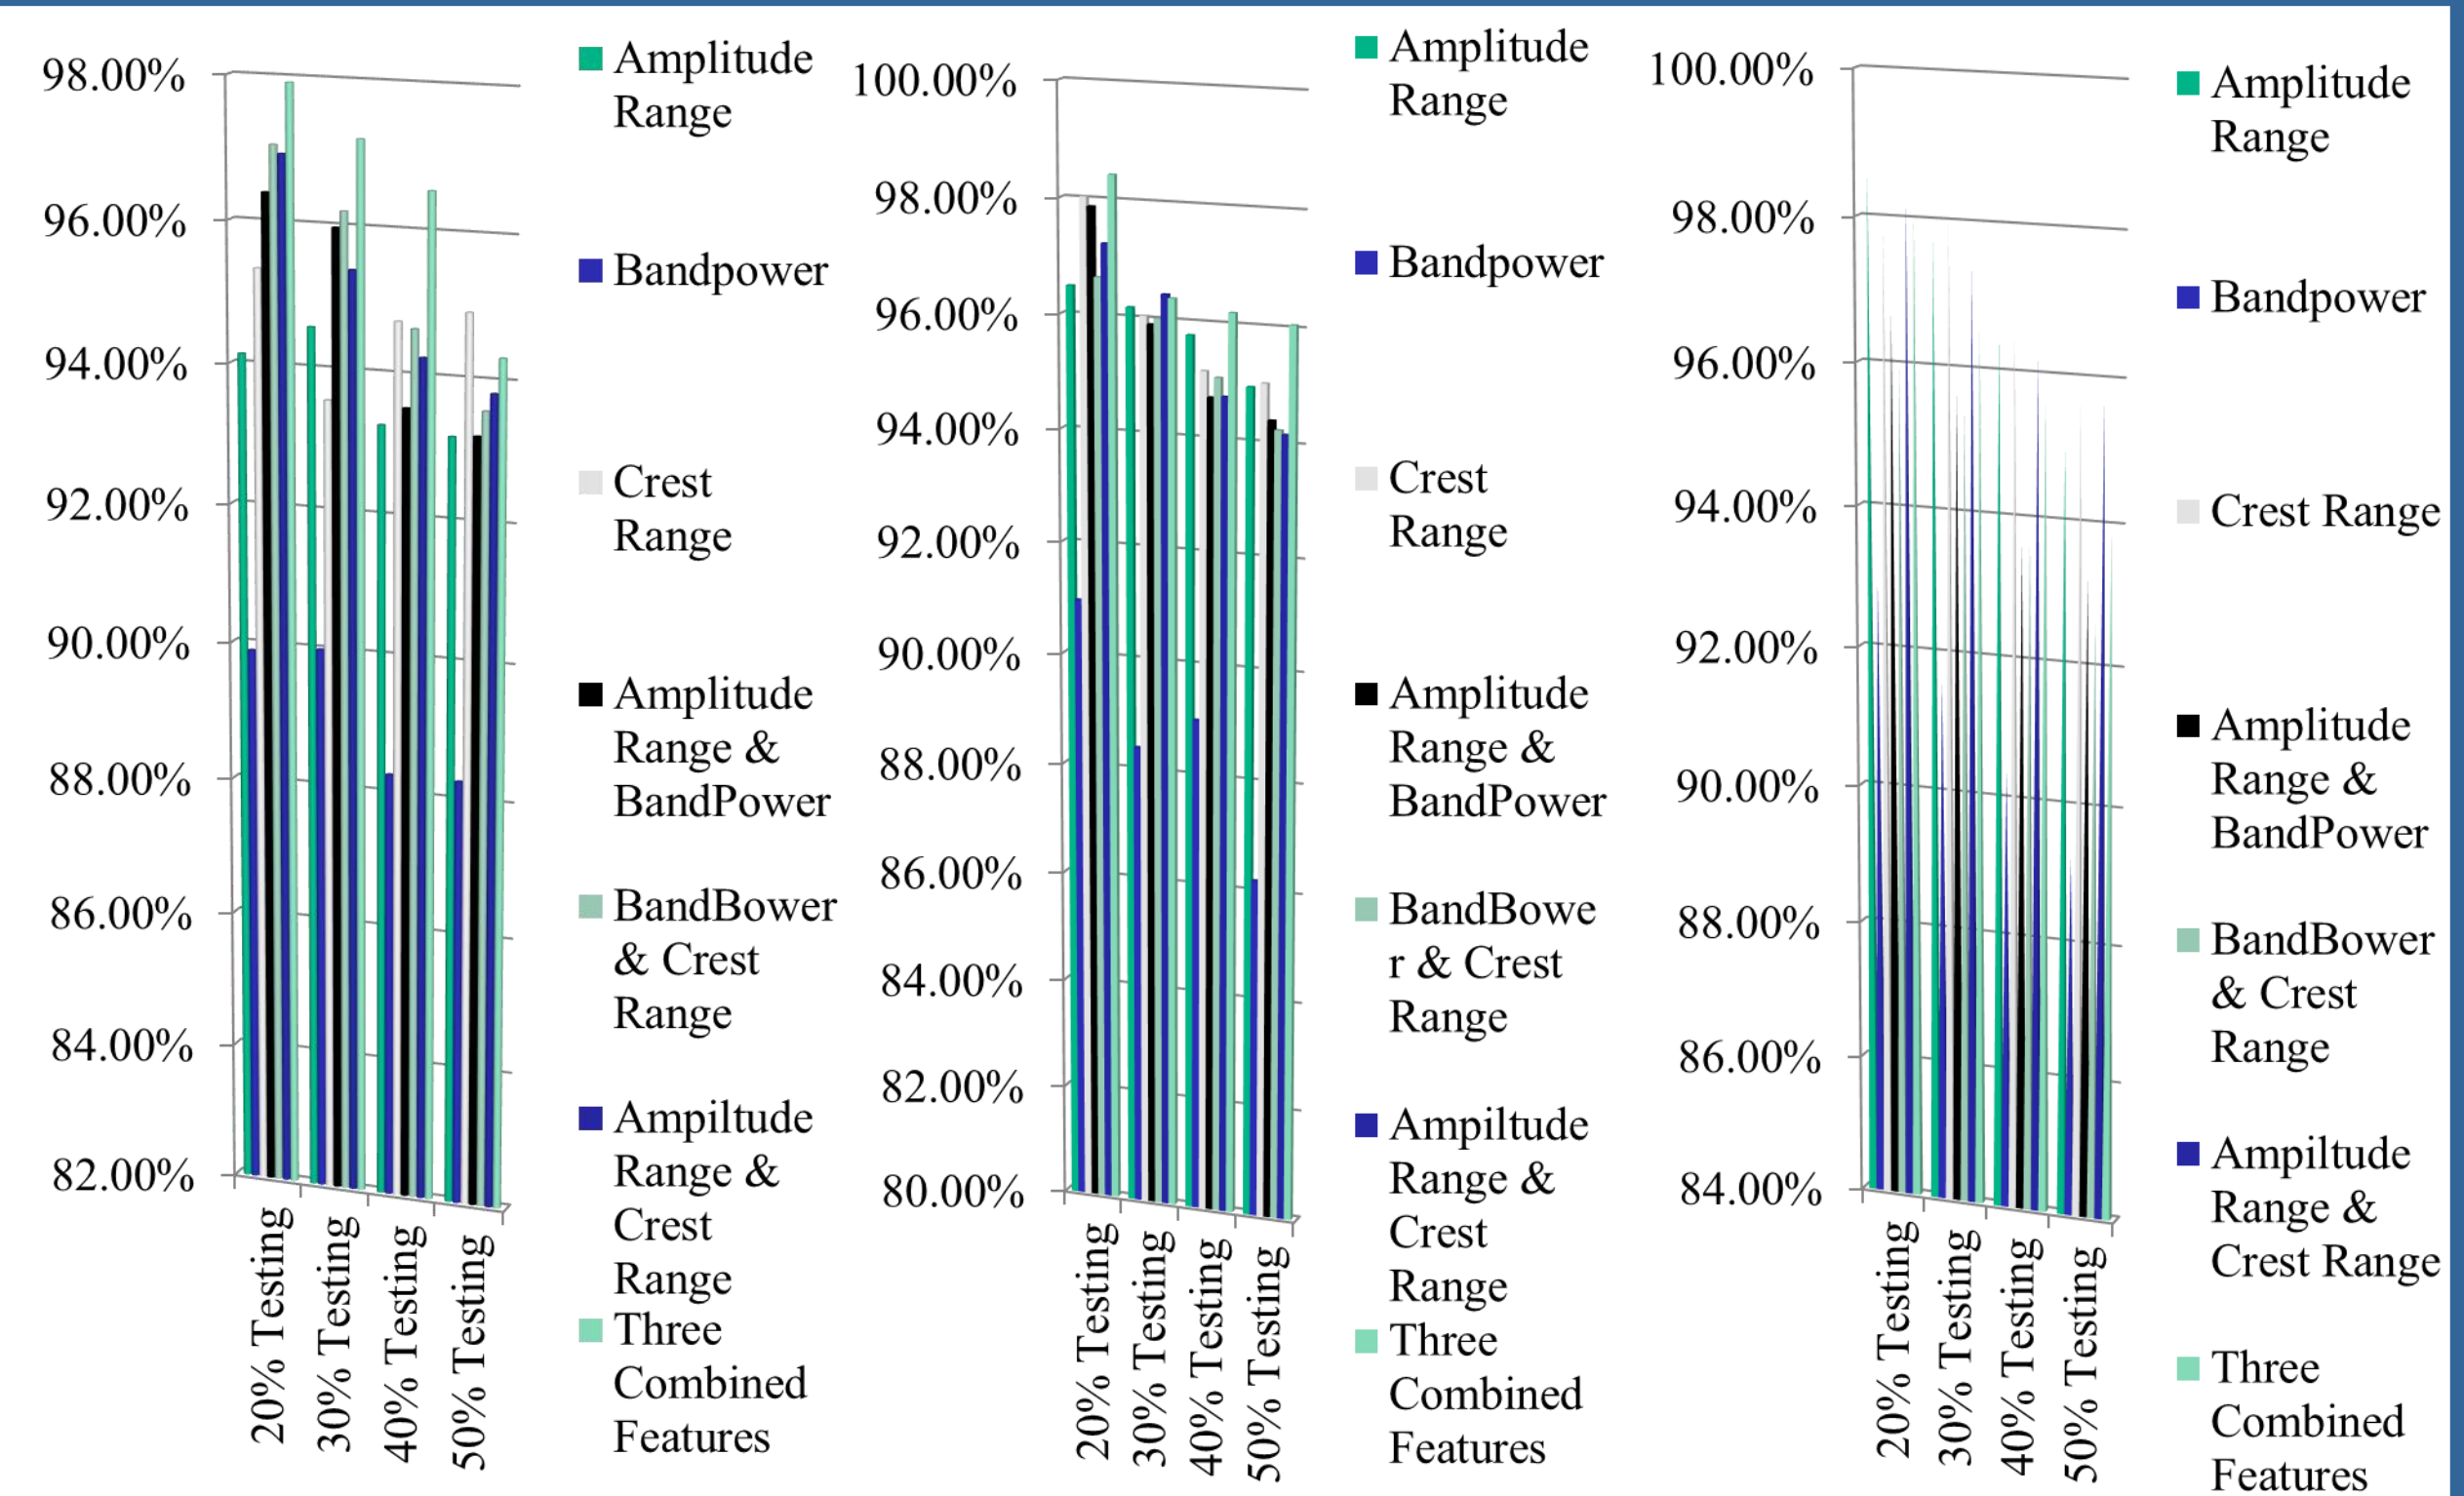 98.00%
96.00%
94.00%
92.00%
90.00%
88.00%
86.00%
84.00%
82.00%
20% Testing
30% Testing
40% Testing
50% Testing
Amplitude
Range
Bandpower
Crest
Range
Amplitude
Range &
BandPower
BandBower
& Crest
Range
Ampiltude
Range &
Crest
Range
Three
Combined
Features
100.00%
98.00%
96.00%
94.00%
92.00%
90.00%
88.00%
86.00%
84.00%
82.00%
80.00%
20% Testing
30% Testing
40% Testing
50% Testing
Amplitude
Range
Bandpower
Crest
Range
Amplitude
Range &
BandPower
BandBowe
r & Crest
Range
Ampiltude
Range &
Crest
Range
Three
Combined
Features
100.00%
98.00%
96.00%
94.00%
92.00%
90.00%
88.00%
86.00%
84.00%
20% Testing
30% Testing
40% Testing
50% Testing
Amplitude
Range
Bandpower
Crest Range
Amplitude
Range &
BandPower
BandBower
& Crest
Range
Ampiltude
Range &
Crest Range
Three
Combined
Features